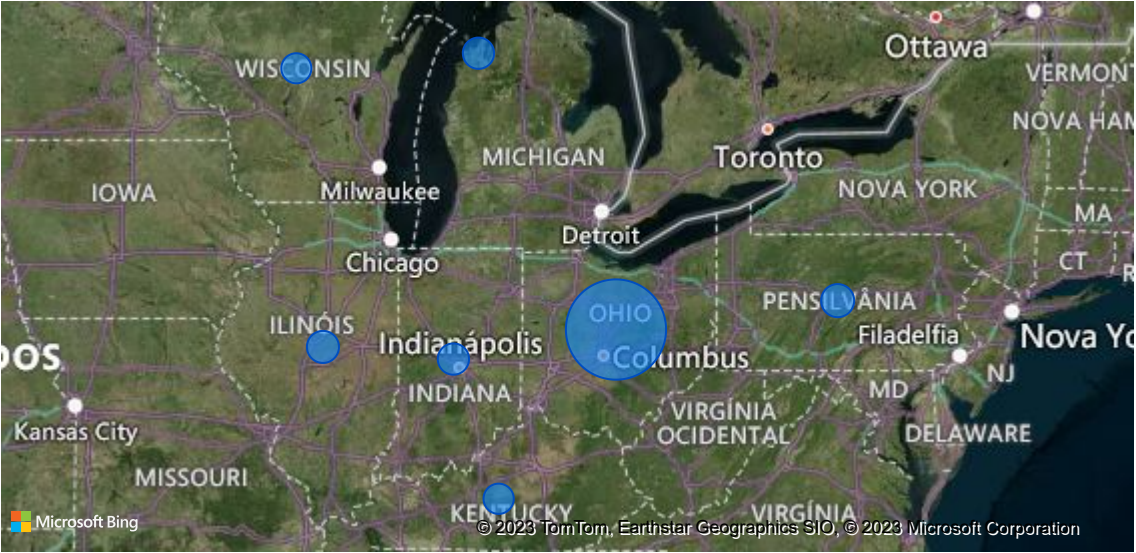 Ottawa
WISCONSIN
VERMONT
NOVA HAM
MICHIGAN
Toronto
IOWA
Milwaukee
NOVA YORK
MA
Detroit
Chicago
CT
R
OHIO
PENSILVÂNIA
ILINÓIS
Filadelfia
Nova Yo
Indianápolis
DOS
Columbus
NJ
INDIANA
MD
VIRGÍNIA
OCIDENTAL
Kansas City
DELAWARE
MISSOURI
KENTUCKY
VIRGÍNIA
Microsoft Bing
© 2023 TomTom, Earthstar Geographics SIO, © 2023 Microsoft Corporation